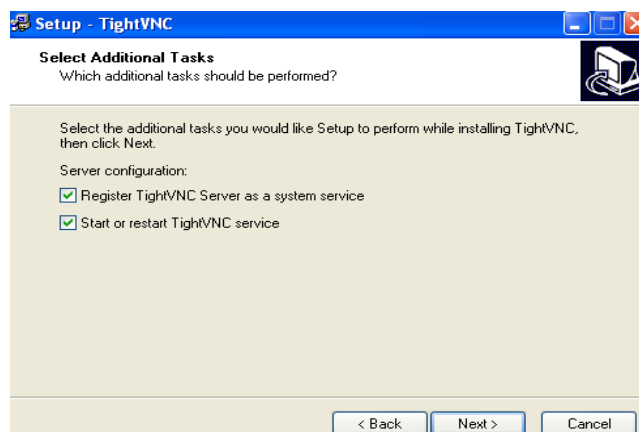 Setup - TightVNC
Select Additional Tasks
Which additional tasks should be performed?
Select the additional tasks you would like Setup to perform while installing TightVNC,
then click Next.
Server configuration:
Register TightVNC Server as a system service
Start or restart TightVNC service
< Back Next > Cancel